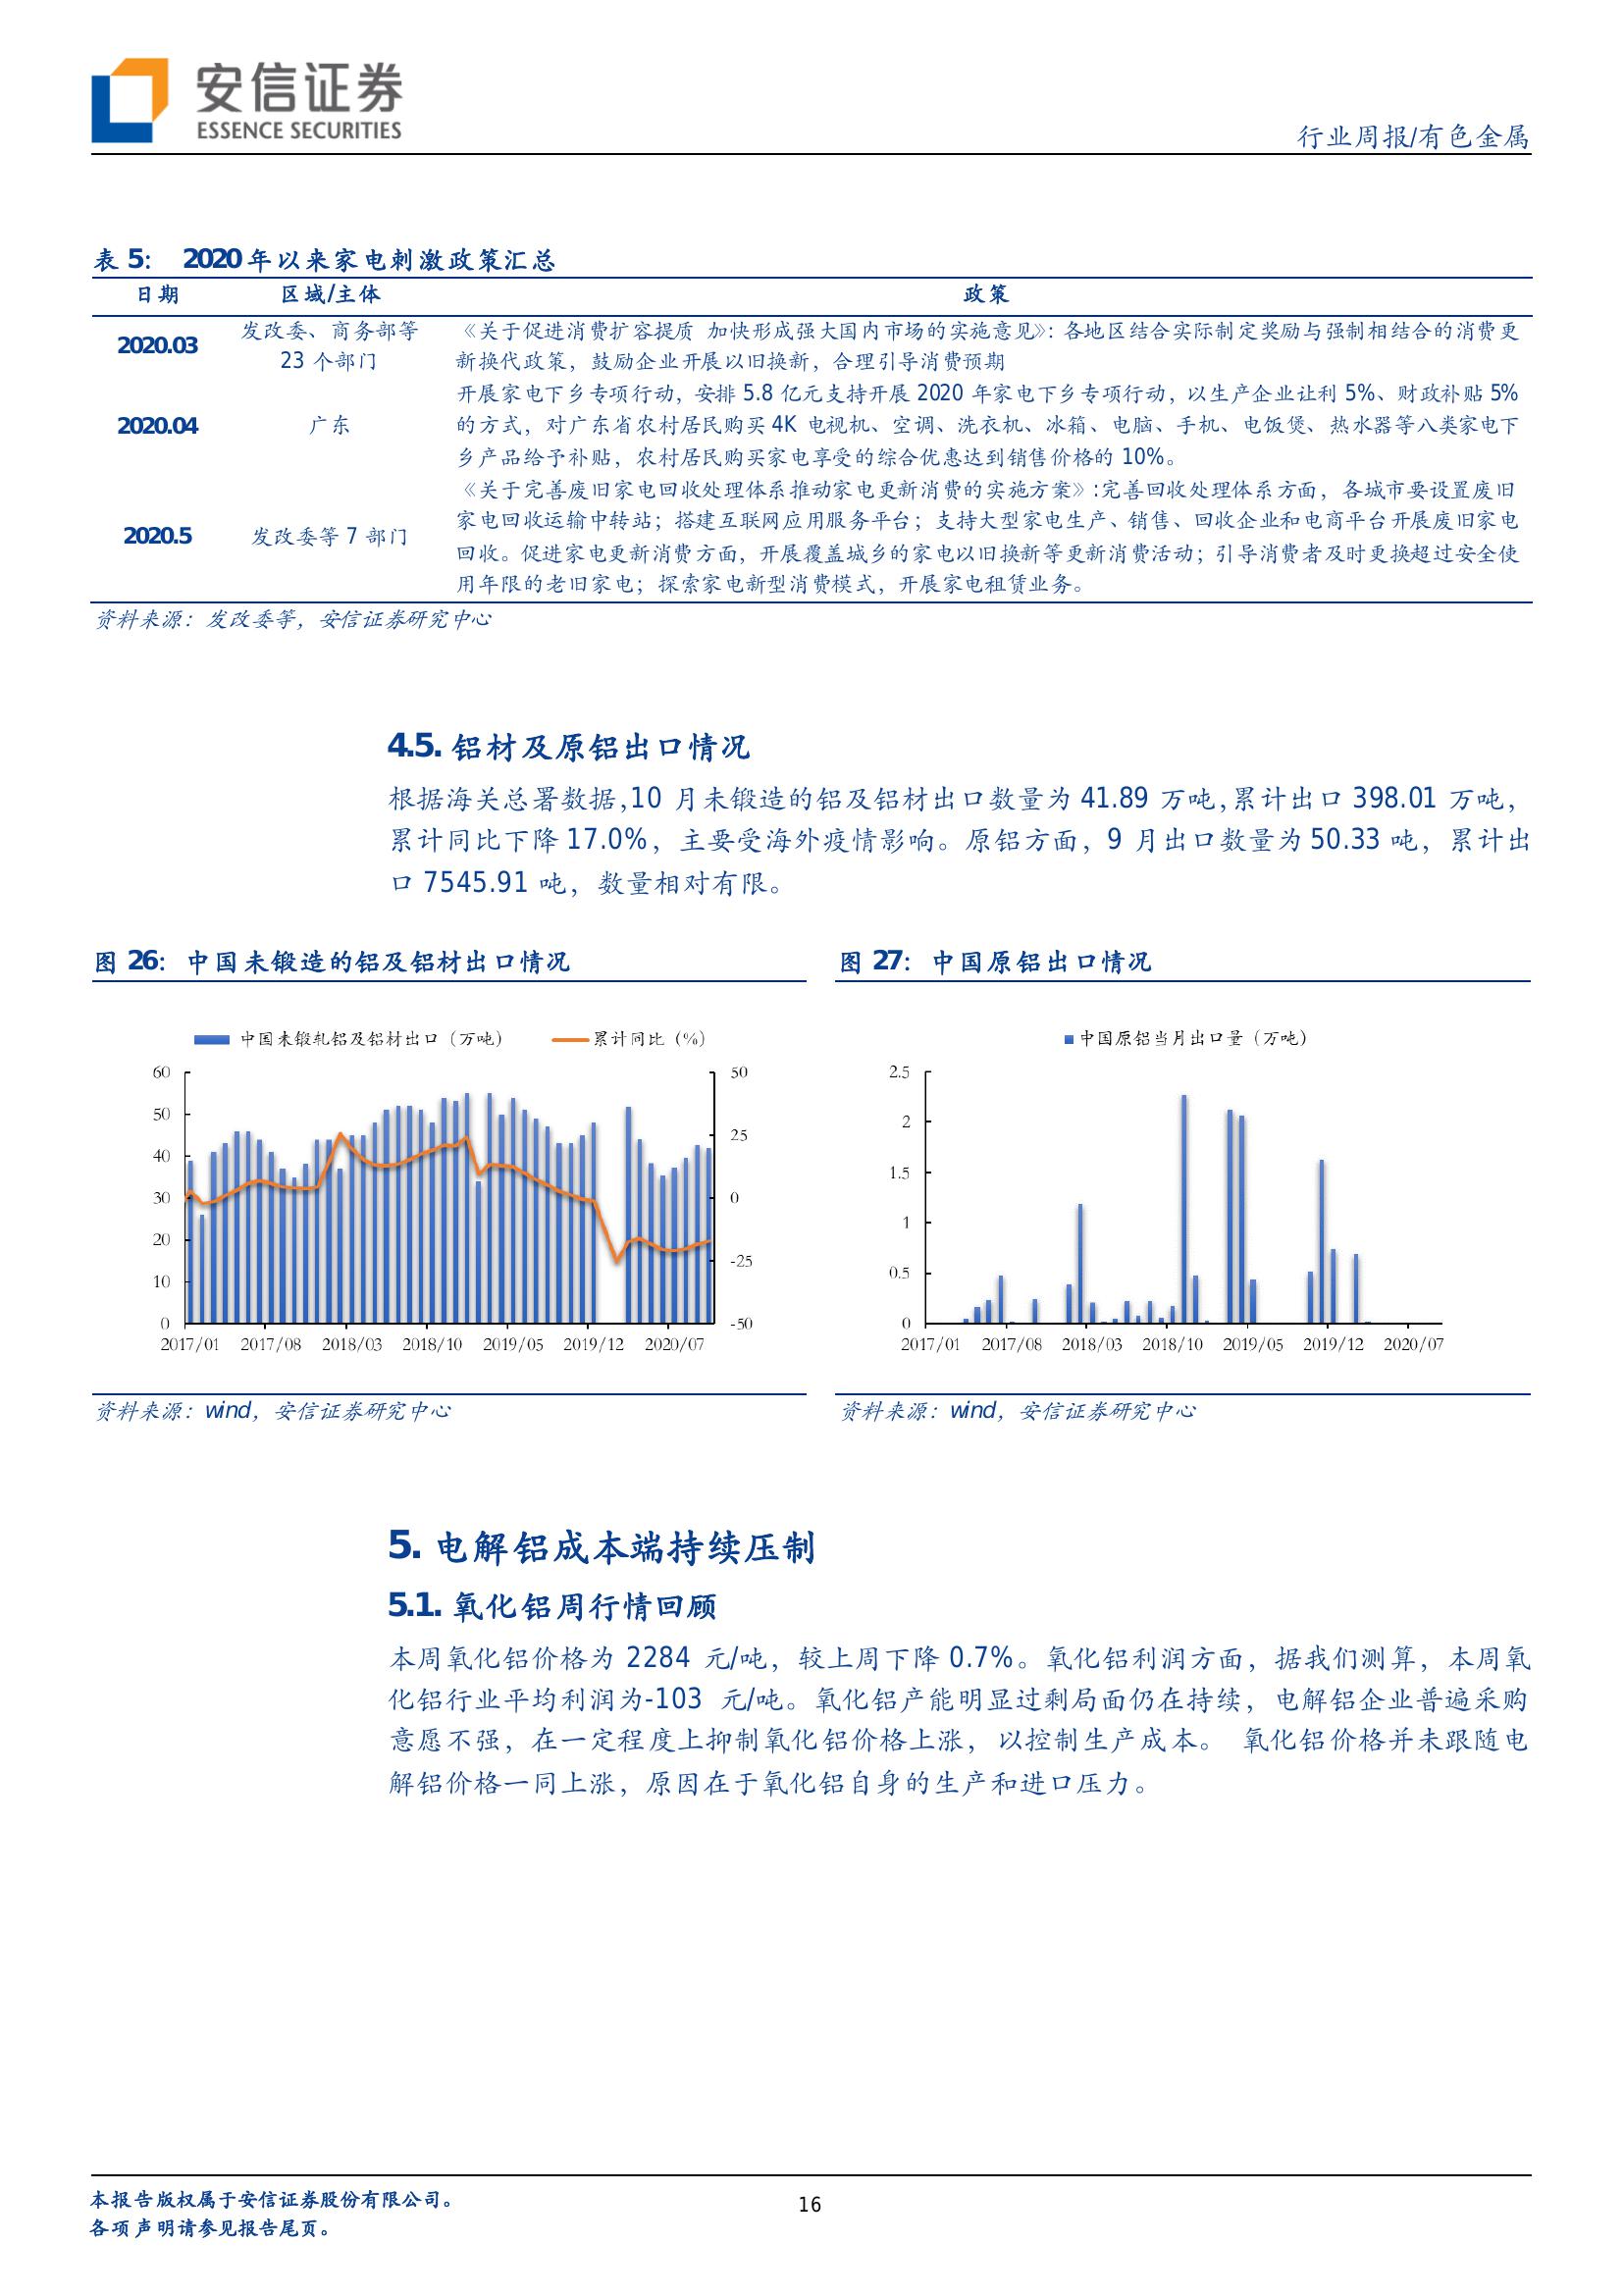 安信证券
ESSENCE SECURITIES
行业周报/有色金属
表 5： 2020 年以来家电刺激政策汇总
日期 区域/主体 政策
2020.03 发改委、商务部等 23 个部门
《关于促进消费扩容提质 加快形成强大国内市场的实施意见》：各地区结合实际制定奖励与强制相结合的消费更
新换代政策，鼓励企业开展以旧换新，合理引导消费预期
2020.04 广东
开展家电下乡专项行动，安排 5.8 亿元支持开展 2020 年家电下乡专项行动，以生产企业让利 5%、财政补贴 5%
的方式，对广东省农村居民购买 4K 电视机、空调、洗衣机、冰箱、电脑、手机、电饭煲、热水器等八类家电下
乡产品给予补贴，农村居民购买家电享受的综合优惠达到销售价格的 10%。
2020.5 发改委等 7 部门
《关于完善废旧家电回收处理体系推动家电更新消费的实施方案》:完善回收处理体系方面，各城市要设置废旧
家电回收运输中转站；搭建互联网应用服务平台；支持大型家电生产、销售、回收企业和电商平台开展废旧家电
回收。促进家电更新消费方面，开展覆盖城乡的家电以旧换新等更新消费活动；引导消费者及时更换超过安全使
用年限的老旧家电；探索家电新型消费模式，开展家电租赁业务。
资料来源：发改委等，安信证券研究中心
4.5. 铝材及原铝出口情况
根据海关总署数据,10 月未锻造的铝及铝材出口数量为 41.89 万吨,累计出口 398.01 万吨，
累计同比下降 17.0%，主要受海外疫情影响。原铝方面，9 月出口数量为 50.33 吨，累计出
口 7545.91 吨，数量相对有限。
图 26：中国未锻造的铝及铝材出口情况
中国未锻轧铝及铝材出口（万吨） 累计同比（%）
60 50
50
40 25
30 0
20
10 -25
0 -50
2017/01 2017/08 2018/03 2018/10 2019/05 2019/12 2020/07
资料来源：wind，安信证券研究中心
图 27：中国原铝出口情况
中国原铝当月出口量（万吨）
2.5
2
1.5
1
0.5
0
2017/01 2017/08 2018/03 2018/10 2019/05 2019/12 2020/07
资料来源：wind，安信证券研究中心
5. 电解铝成本端持续压制
5.1. 氧化铝周行情回顾
本周氧化铝价格为 2284 元/吨，较上周下降 0.7%。氧化铝利润方面，据我们测算，本周氧
化铝行业平均利润为-103 元/吨。氧化铝产能明显过剩局面仍在持续，电解铝企业普遍采购
意愿不强，在一定程度上抑制氧化铝价格上涨，以控制生产成本。 氧化铝价格并未跟随电
解铝价格一同上涨，原因在于氧化铝自身的生产和进口压力。
本报告版权属于安信证券股份有限公司。
各项声明请参见报告尾页。
16